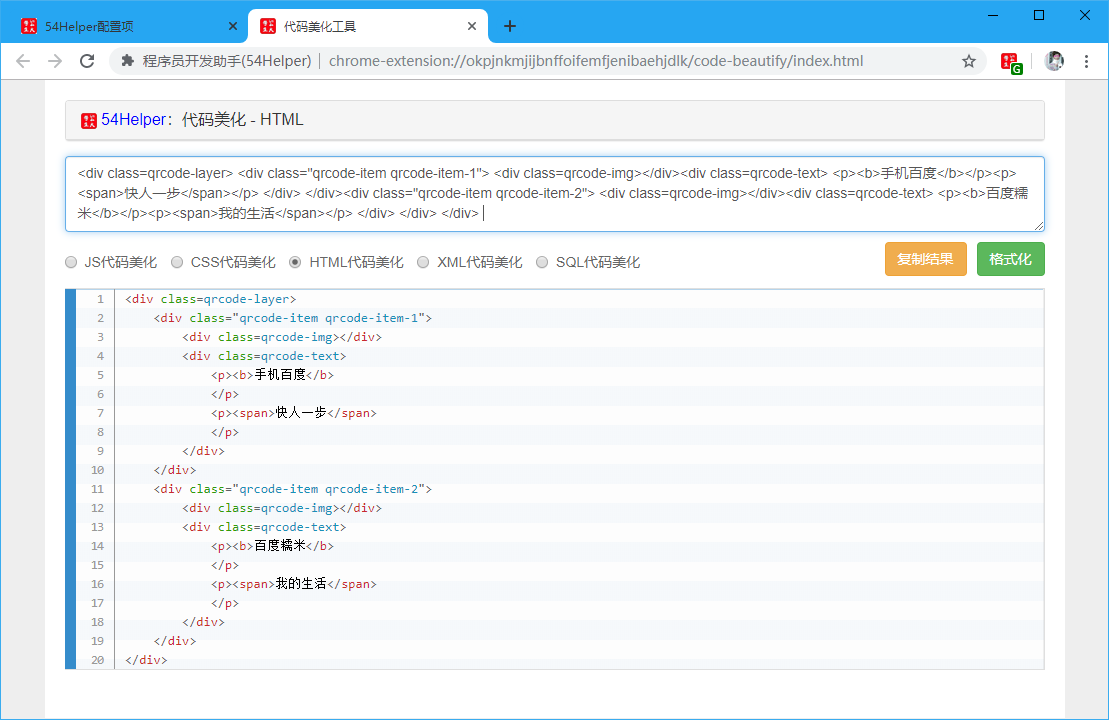 54Helper配置项
代码美化工具
程序员开发助手(54Helper) | chrome-extension://okpjnkmjijbnffoifemfjenibaehjdlk/code-beautify/index.html
G
54Helper：代码美化 - HTML
<div class=qrcode-layer> <div class="qrcode-item qrcode-item-1"> <div class=qrcode-img></div><div class=qrcode-text> <p><b>手机百度</b></p><p>
<span>快人一步</span></p> </div> </div><div class="qrcode-item qrcode-item-2"> <div class=qrcode-img></div><div class=qrcode-text> <p><b>百度糯
米</b></p><p><span>我的生活</span></p> </div> </div> </div>
JS代码美化 CSS代码美化 HTML代码美化 XML代码美化 SQL代码美化 复制结果 格式化
1 <div class=qrcode-layer>
2 <div class="qrcode-item qrcode-item-1">
3 <div class=qrcode-img></div>
4 <div class=qrcode-text>
5 <p><b>手机百度</b>
6 </p>
7 <p><span>快人一步</span>
8 </p>
9 </div>
10 </div>
11 <div class="qrcode-item qrcode-item-2">
12 <div class=qrcode-img></div>
13 <div class=qrcode-text>
14 <p><b>百度糯米</b>
15 </p>
16 <p><span>我的生活</span>
17 </p>
18 </div>
19 </div>
20 </div>